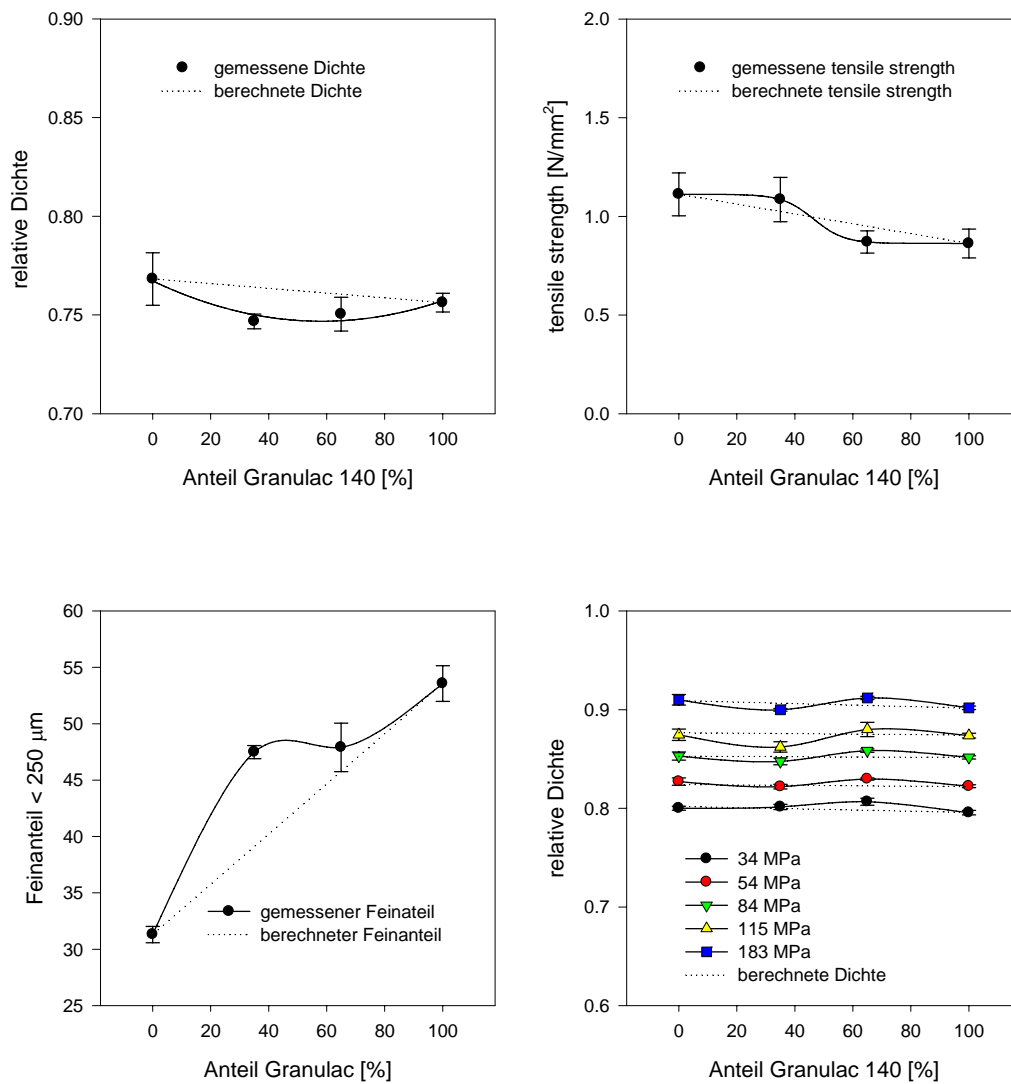 0.90
0.85
0.80
0.75
0.70
relative Dichte
gemessene Dichte
berechnete Dichte
0 20 40 60 80 100
Anteil Granulac 140 [%]
2.0
1.5
1.0
0.5
0.0
tensile strength [N/mm²]
gemessene tensile strength
berechnete tensile strength
0 20 40 60 80 100
Anteil Granulac 140 [%]
60
55
50
45
40
35
30
25
Feinanteil < 250 µm
gemessener Feinateil
berechneter Feinanteil
0 20 40 60 80 100
Anteil Granulac [%]
1.0
0.9
0.8
0.7
0.6
relative Dichte
34 MPa
54 MPa
84 MPa
115 MPa
183 MPa
berechnete Dichte
0 20 40 60 80 100
Anteil Granulac 140 [%]